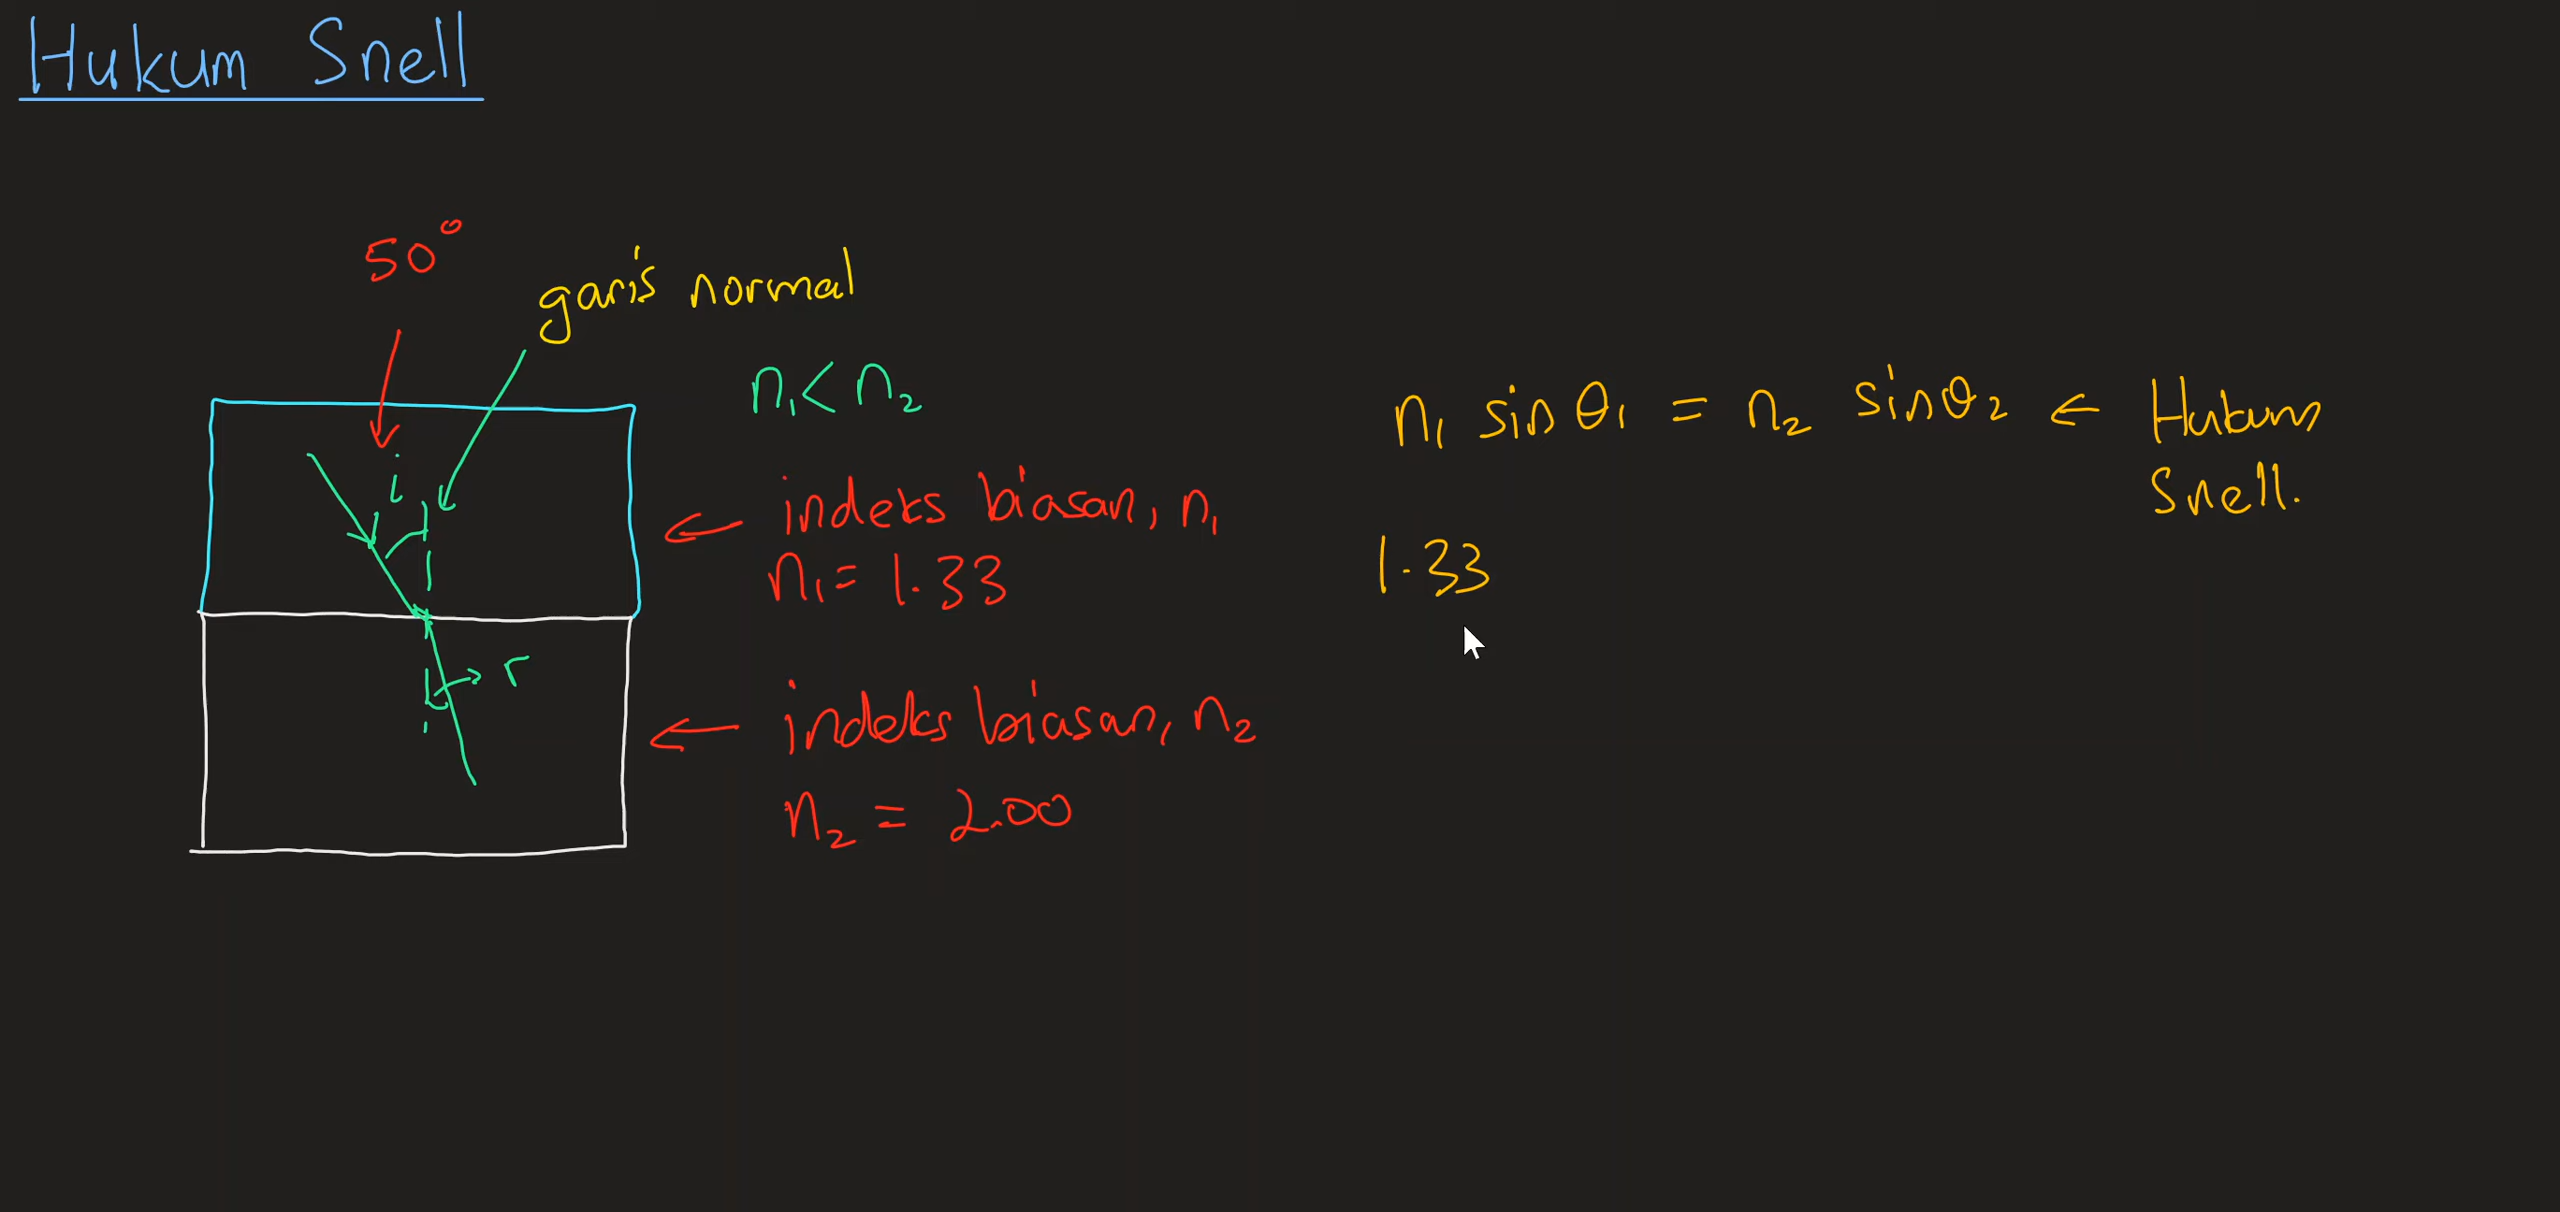 Hukum Snell
50°
garis normal
n₁ < n₂
i
← indeks biasan, n₁
n₁ = 1.33
r
← indeks biasan, n₂
n₂ = 2.00
n₁ sin θ₁ = n₂ sin θ₂ ← Hukum
Snell.
1.33